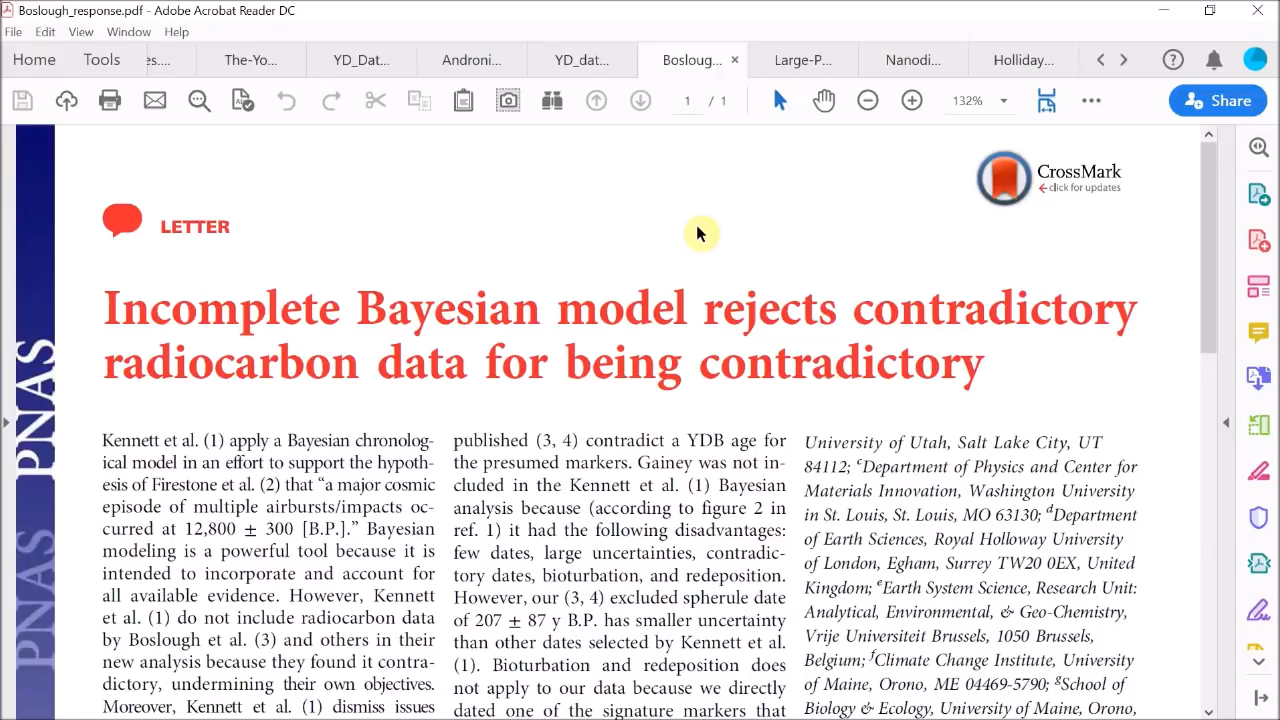 Boslough_response.pdf - Adobe Acrobat Reader DC
File Edit View Window Help
Home Tools es.... The-Yo... YD_Dat... Androni... YD_dat... Bosloug... Large-P... Nanodi... Holliday...
1 / 1 132% Share
CrossMark
click for updates
LETTER
Incomplete Bayesian model rejects contradictory
radiocarbon data for being contradictory
PNAS PNAS
Kennett et al. (1) apply a Bayesian chronolog-
ical model in an effort to support the hypoth-
esis of Firestone et al. (2) that “a major cosmic
episode of multiple airbursts/impacts oc-
curred at 12,800 ± 300 [B.P.].” Bayesian
modeling is a powerful tool because it is
intended to incorporate and account for
all available evidence. However, Kennett
et al. (1) do not include radiocarbon data
by Boslough et al. (3) and others in their
new analysis because they found it contra-
dictory, undermining their own objectives.
Moreover, Kennett et al. (1) dismiss issues
published (3, 4) contradict a YDB age for
the presumed markers. Gainey was not in-
cluded in the Kennett et al. (1) Bayesian
analysis because (according to figure 2 in
ref. 1) it had the following disadvantages:
few dates, large uncertainties, contradic-
tory dates, bioturbation, and redeposition.
However, our (3, 4) excluded spherule date
of 207 ± 87 y B.P. has smaller uncertainty
than other dates selected by Kennett et al.
(1). Bioturbation and redeposition does
not apply to our data because we directly
dated one of the signature markers that
University of Utah, Salt Lake City, UT
84112; cDepartment of Physics and Center for
Materials Innovation, Washington University
in St. Louis, St. Louis, MO 63130; dDepartment
of Earth Sciences, Royal Holloway University
of London, Egham, Surrey TW20 0EX, United
Kingdom; eEarth System Science, Research Unit:
Analytical, Environmental, & Geo-Chemistry,
Vrije Universiteit Brussels, 1050 Brussels,
Belgium; fClimate Change Institute, University
of Maine, Orono, ME 04469-5790; gSchool of
Biology & Ecology, University of Maine, Orono,